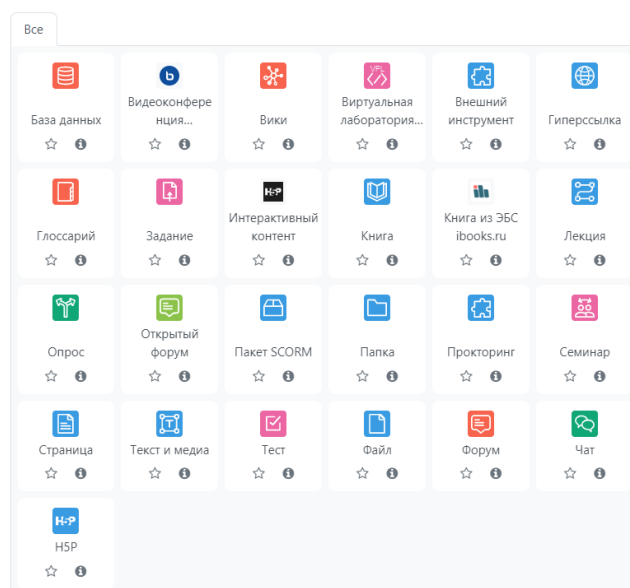 Все
База данных
Видеоконфере
нция...
Вики
VPL
Виртуальная
лаборатория...
Внешний
инструмент
Гиперссылка
Глоссарий
Задание
H5P
Интерактивный
контент
Книга
Книга из ЭБС
ibooks.ru
Лекция
Опрос
Открытый
форум
Пакет SCORM
Папка
Прокторинг
Семинар
Страница
Текст и медиа
Тест
Файл
Форум
Чат
H5P
H5P